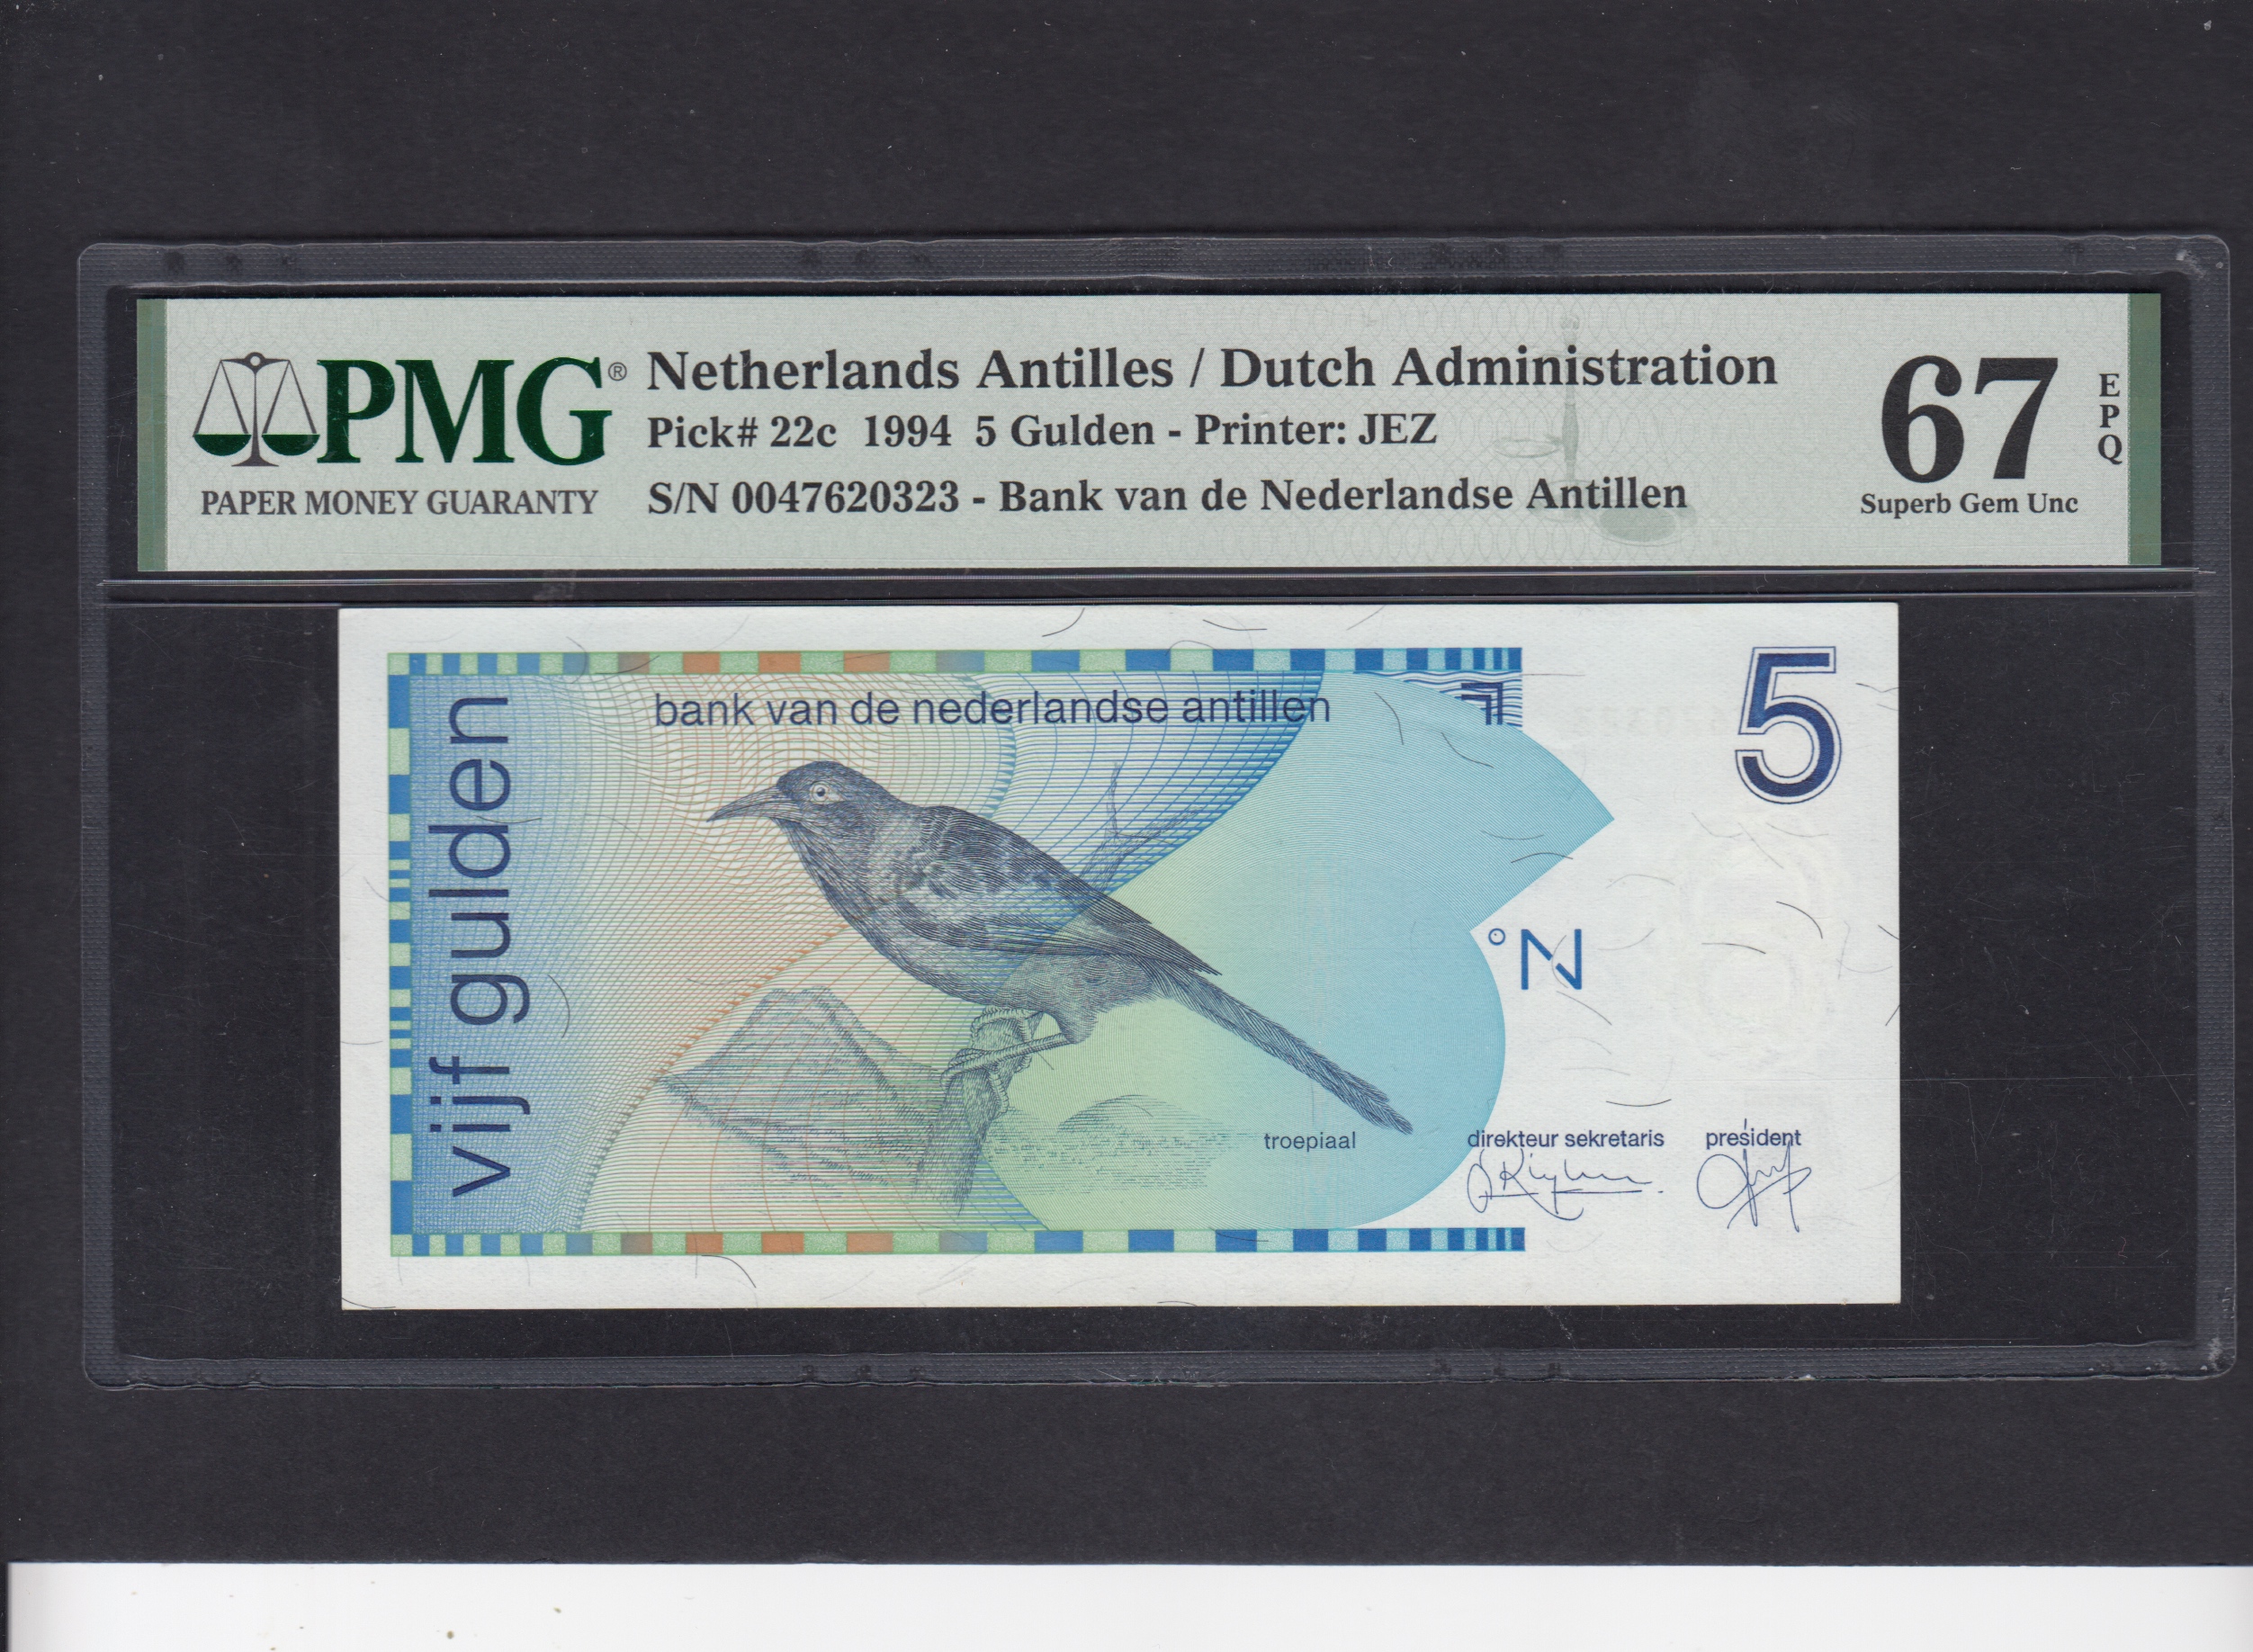 PMG®
PAPER MONEY GUARANTY
Netherlands Antilles / Dutch Administration
Pick# 22c 1994 5 Gulden - Printer: JEZ
S/N 0047620323 - Bank van de Nederlandse Antillen
67
EPQ
Superb Gem Unc
bank van de nederlandse antillen
5
vijf gulden
°N
troepiaal
direkteur sekretaris
president